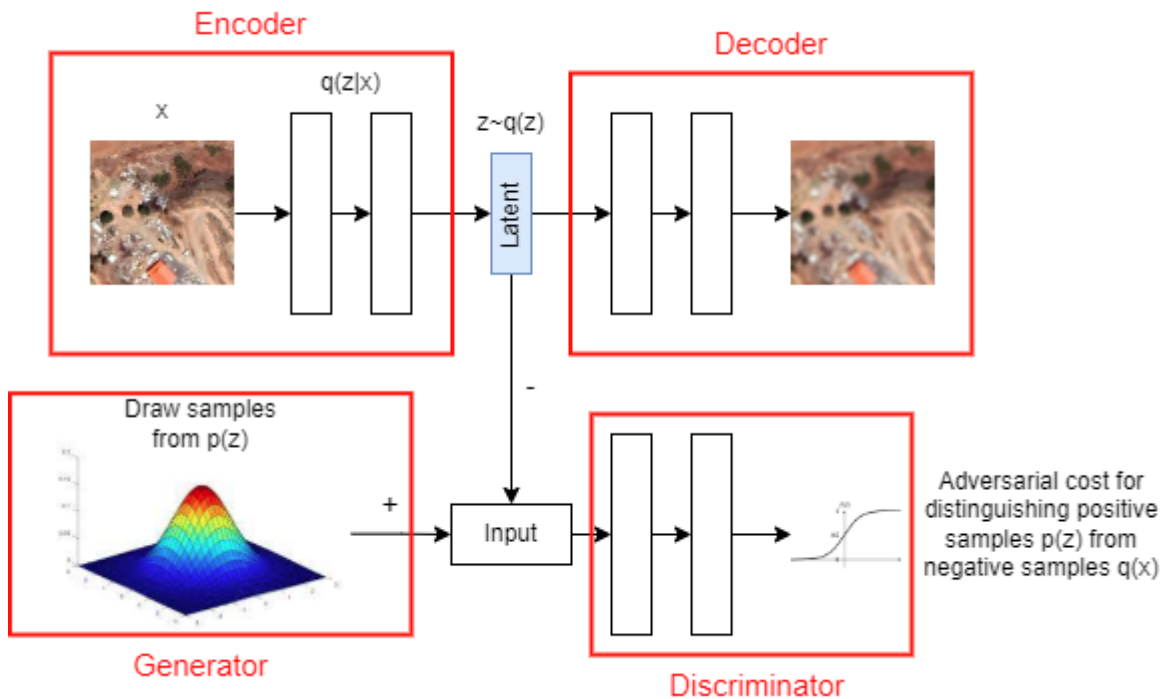 Encoder
Decoder
q(z|x)
X
z~q(z)
Latent
-
Draw samples
from p(z)
+
Input
Adversarial cost for
distinguishing positive
samples p(z) from
negative samples q(x)
Generator
Discriminator